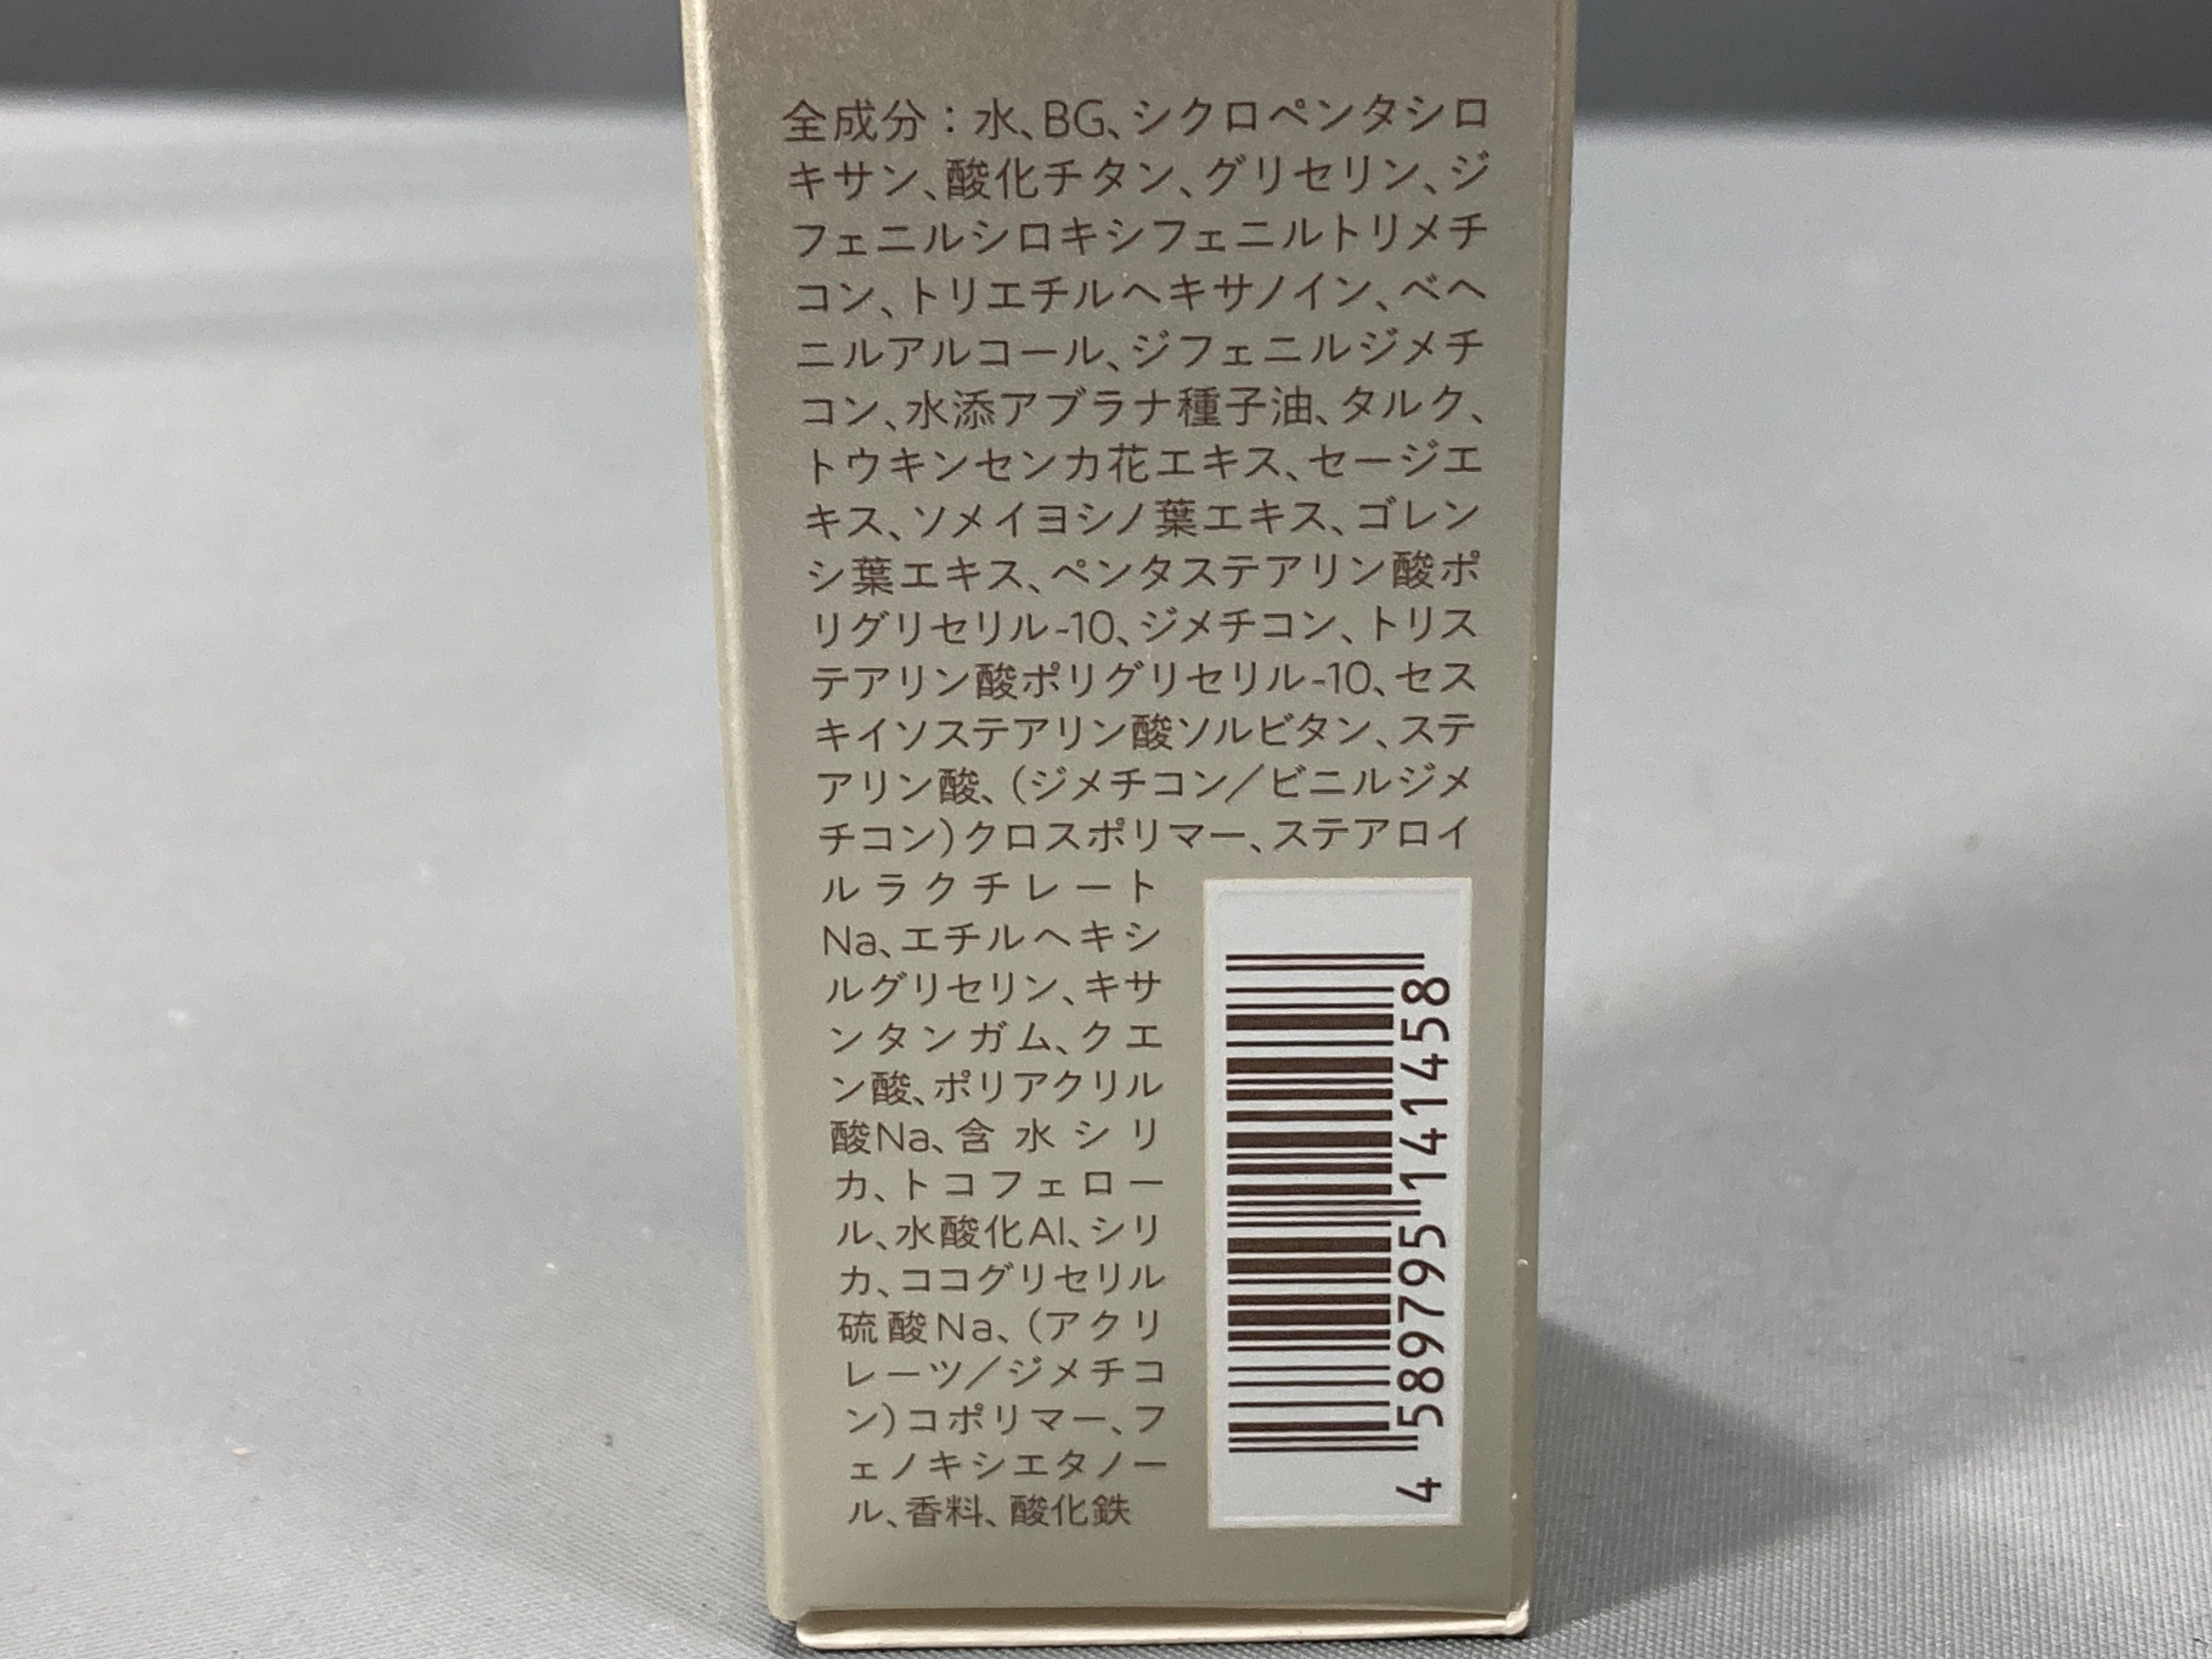 全成分：水、BG、シクロペンタシロ
キサン、酸化チタン、グリセリン、ジ
フェニルシロキシフェニルトリメチ
コン、トリエチルヘキサノイン、ベヘ
ニルアルコール、ジフェニルジメチ
コン、水添アブラナ種子油、タルク、
トウキンセンカ花エキス、セージエ
キス、ソメイヨシノ葉エキス、ゴレン
シ葉エキス、ペンタステアリン酸ポ
リグリセリル-10、ジメチコン、トリス
テアリン酸ポリグリセリル-10、セス
キイソステアリン酸ソルビタン、ステ
アリン酸、(ジメチコン／ビニルジメ
チコン)クロスポリマー、ステアロイ
ルラクチレート
Na、エチルヘキシ
ルグリセリン、キサ
ンタンガム、クエ
ン酸、ポリアクリル
酸Na、含水シリ
カ、トコフェロー
ル、水酸化Al、シリ
カ、ココグリセリル
硫酸Na、(アクリ
レーツ／ジメチコ
ン)コポリマー、フ
ェノキシエタノー
ル、香料、酸化鉄
4 589795 141458